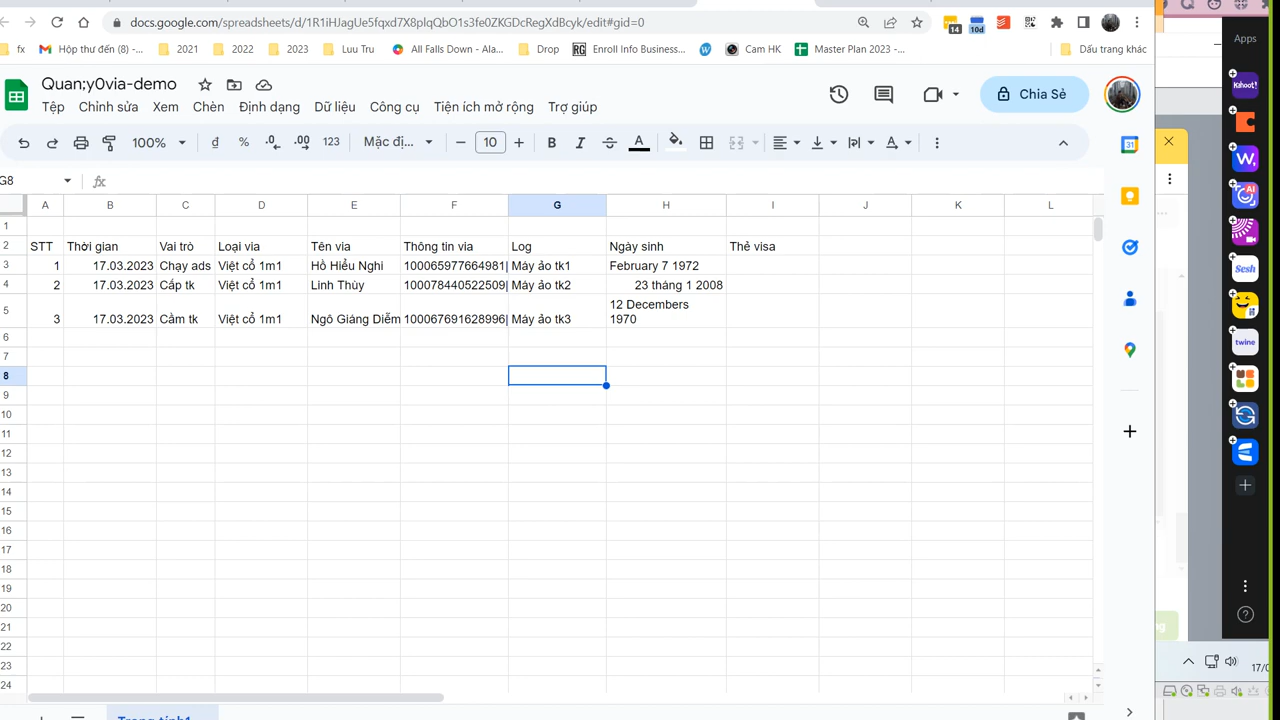 docs.google.com/spreadsheets/d/1R1iHJagUe5fqxd7X8plqQbO1s3fe0ZKGDcRegXdBcyk/edit#gid=0
14
10d
fx
Hộp thư đến (8) -...
2021
2022
2023
Luu Tru
All Falls Down - Ala...
Drop
Enroll Info Business...
Cam HK
Master Plan 2023 -...
Dấu trang khác
Apps
Quan;y0via-demo
Tệp Chỉnh sửa Xem Chèn Định dạng Dữ liệu Công cụ Tiện ích mở rộng Trợ giúp
Chia Sẻ
100% đ % .0 .00 123 Mặc đị... 10 B I A
31
G8 fx
A B C D E F G H I J K L
1
2 STT Thời gian Vai trò Loại via Tên via Thông tin via Log Ngày sinh Thẻ visa
3 1 17.03.2023 Chạy ads Việt cổ 1m1 Hồ Hiểu Nghi 100065977664981| Máy ảo tk1 February 7 1972
4 2 17.03.2023 Cấp tk Việt cổ 1m1 Linh Thùy 100078440522509| Máy ảo tk2 23 tháng 1 2008
12 Decembers
5 3 17.03.2023 Cầm tk Việt cổ 1m1 Ngô Giáng Diễm 100067691628996| Máy ảo tk3 1970
6
7
8
9
10
11
12
13
14
15
16
17
18
19
20
21
22
23
24
Kahoot!
W,
AI
Sesh
twine
ng
17/0
Trang tính1